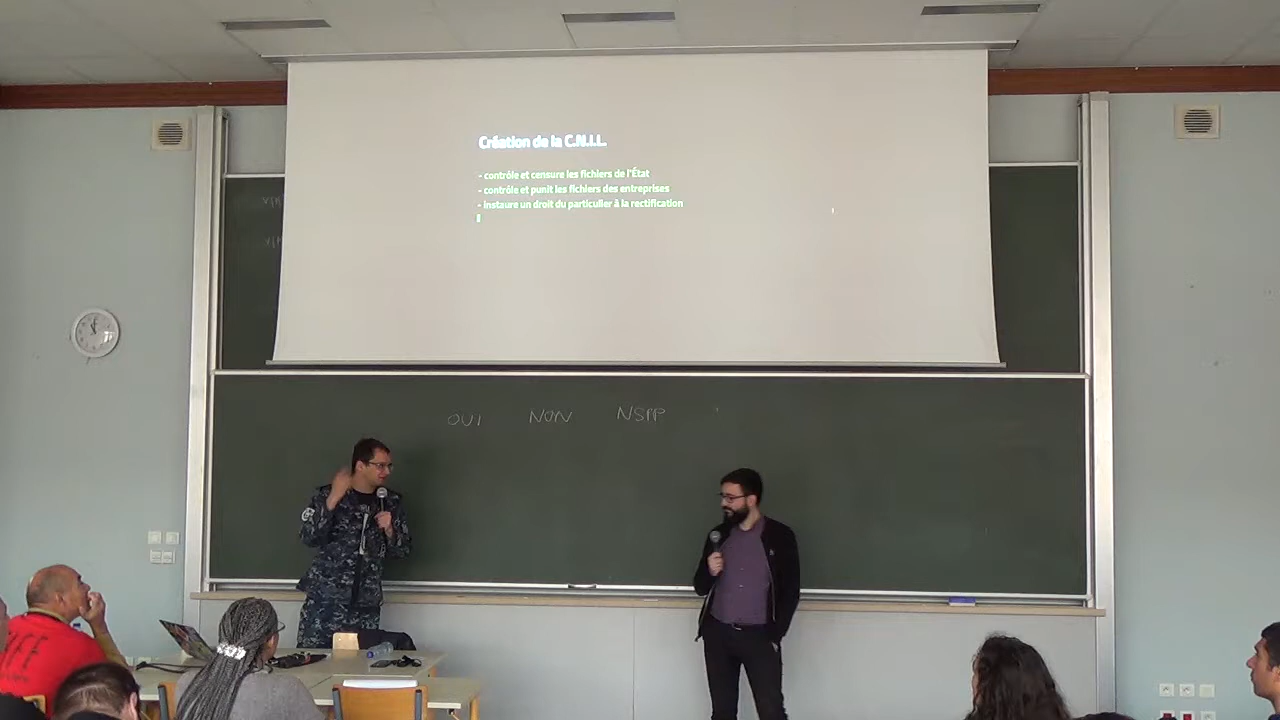 Création de la C.N.I.L.
- contrôle et censure les fichiers de l'État
- contrôle et punit les fichiers des entreprises
- instaure un droit du particulier à la rectification
OUI NON NSPP